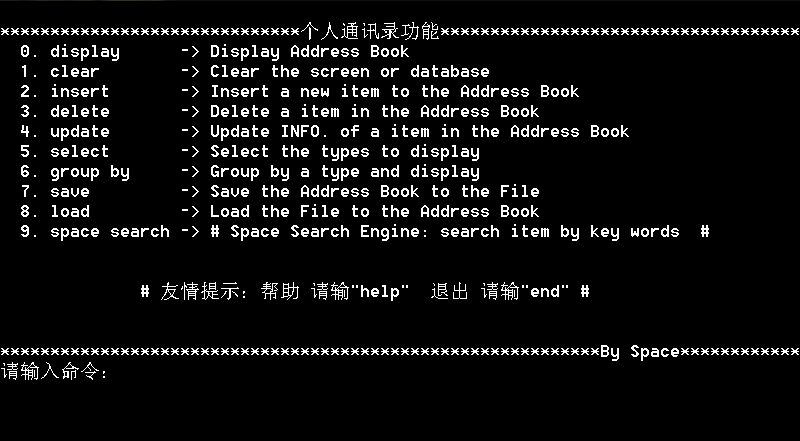 ******************************个人通讯录功能************************************
0. display      -> Display Address Book
1. clear        -> Clear the screen or database
2. insert       -> Insert a new item to the Address Book
3. delete       -> Delete a item in the Address Book
4. update       -> Update INFO. of a item in the Address Book
5. select       -> Select the types to display
6. group by     -> Group by a type and display
7. save         -> Save the Address Book to the File
8. load         -> Load the File to the Address Book
9. space search -> # Space Search Engine: search item by key words  #
# 友情提示: 帮助 请输"help"  退出 请输"end" #
************************************************************By Space************
请输入命令: